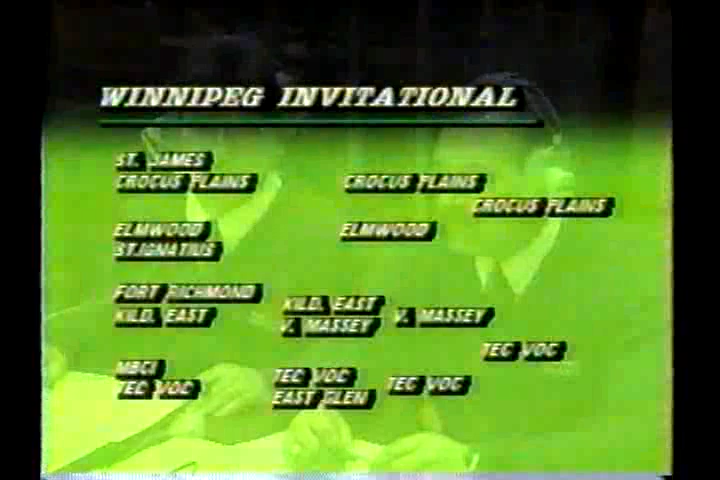 WINNIPEG INVITATIONAL
ST. JAMES
CROCUS PLAINS
CROCUS PLAINS
CROCUS PLAINS
ELMWOOD
ST.IGNATIUS
ELMWOOD
FORT RICHMOND
KILD. EAST
KILD. EAST
V. MASSEY
V. MASSEY
TEC VOC
MBCI
TEC VOC
TEC VOC
EAST GLEN
TEC VOC